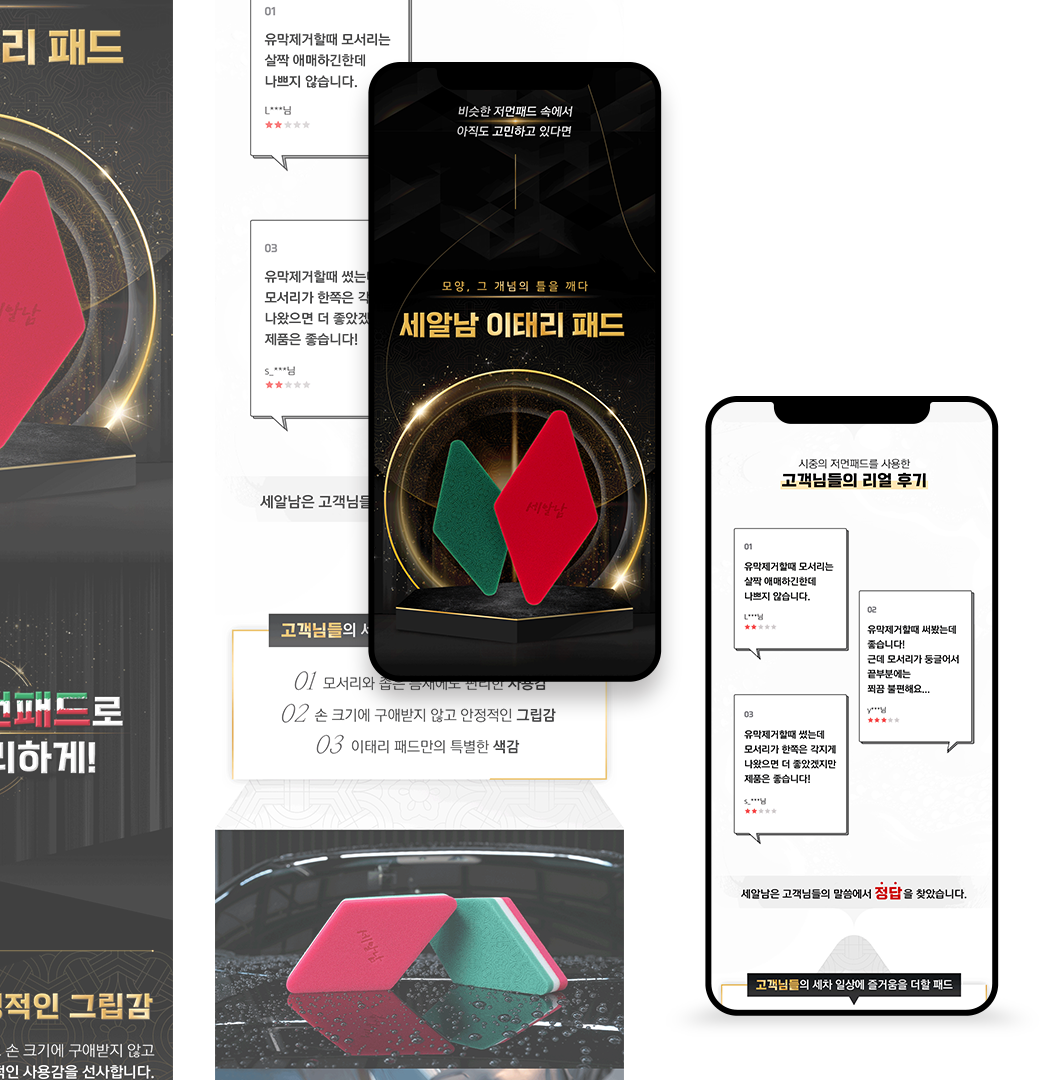 리 패드
세알남
번패드로
리하게!
정적인 그립감
손 크기에 구애받지 않고
적인 사용감을 선사합니다.
01
유막제거할때 모서리는
살짝 애매하긴한데
나쁘지 않습니다.
L***님
03
유막제거할때 썼는
모서리가 한쪽은 각
나왔으면 더 좋았겠
제품은 좋습니다!
s_***님
세알남은 고객님들
고객님들의 세
01 모서리와 좁은 틈새에도 편리한 사용감
02 손 크기에 구애받지 않고 안정적인 그립감
03 이태리 패드만의 특별한 색감
세알남
비슷한 저먼패드 속에서
아직도 고민하고 있다면
모양, 그 개념의 틀을 깨다
세알남 이태리 패드
세알남
시중의 저먼패드를 사용한
고객님들의 리얼 후기
01
유막제거할때 모서리는
살짝 애매하긴한데
나쁘지 않습니다.
L***님
02
유막제거할때 써봤는데
좋습니다!
근데 모서리가 둥글어서
끝부분에는
쬐끔 불편해요...
y***님
03
유막제거할때 썼는데
모서리가 한쪽은 각지게
나왔으면 더 좋았겠지만
제품은 좋습니다!
s_***님
세알남은 고객님들의 말씀에서 정답을 찾았습니다.
고객님들의 세차 일상에 즐거움을 더할 패드